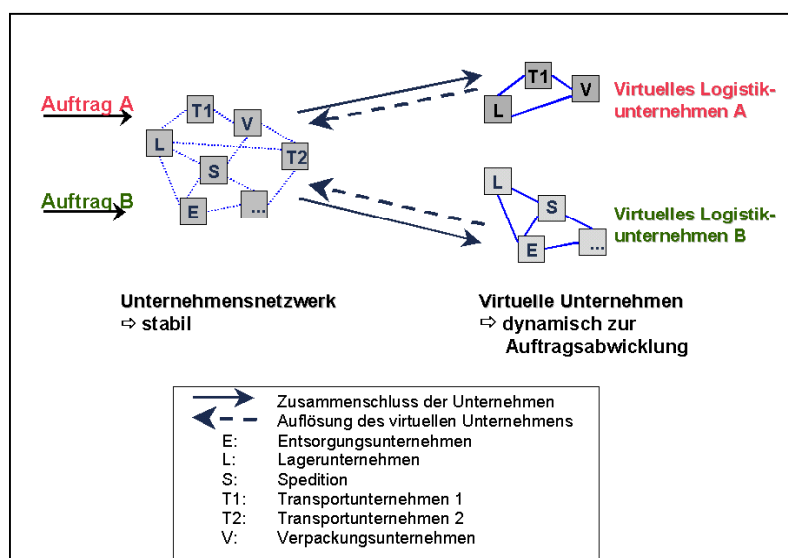 Auftrag A
Auftrag B
T1
V
L
T2
S
E
...
T1
V
L
Virtuelles Logistik-
unternehmen A
L
S
E
...
Virtuelles Logistik-
unternehmen B
Unternehmensnetzwerk
⇨ stabil
Virtuelle Unternehmen
⇨ dynamisch zur
Auftragsabwicklung
Zusammenschluss der Unternehmen
Auflösung des virtuellen Unternehmens
E: Entsorgungsunternehmen
L: Lagerunternehmen
S: Spedition
T1: Transportunternehmen 1
T2: Transportunternehmen 2
V: Verpackungsunternehmen